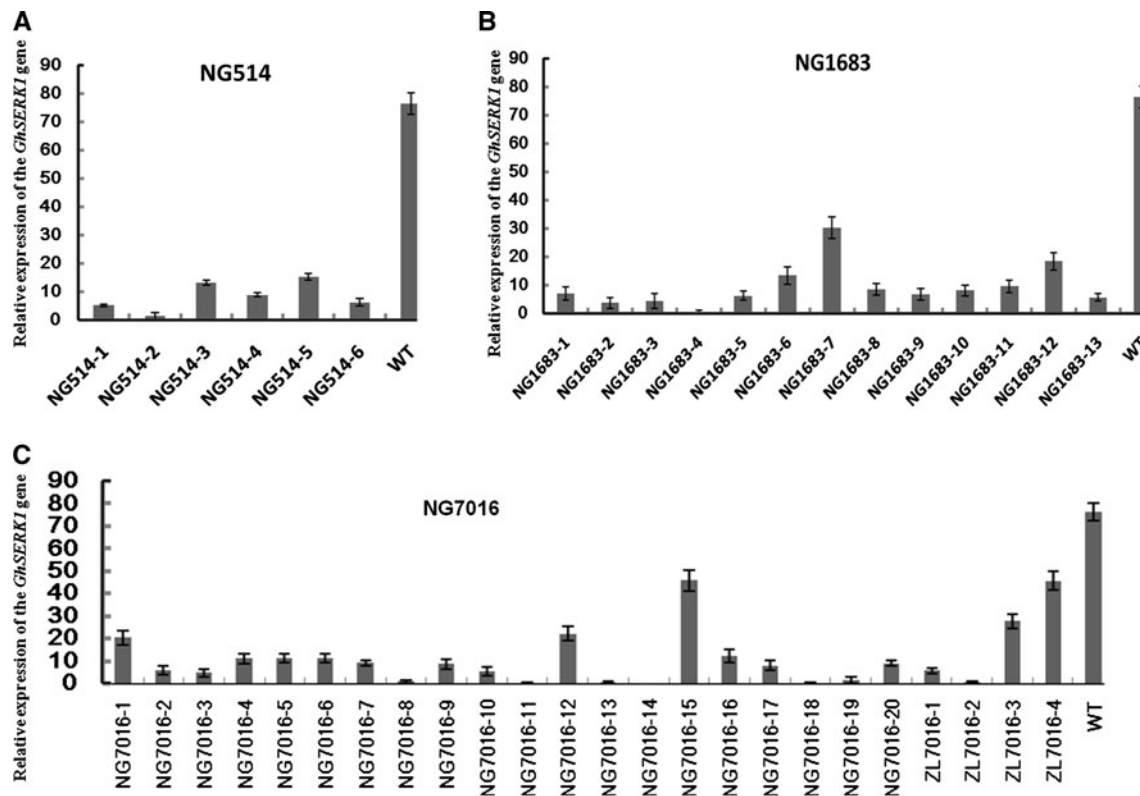 A
NG514
Relative expression of the GhSERK1 gene
90
80
70
60
50
40
30
20
10
0
NG514-1
NG514-2
NG514-3
NG514-4
NG514-5
NG514-6
WT
B
NG1683
Relative expression of the GhSERK1 gene
90
80
70
60
50
40
30
20
10
0
NG1683-1
NG1683-2
NG1683-3
NG1683-4
NG1683-5
NG1683-6
NG1683-7
NG1683-8
NG1683-9
NG1683-10
NG1683-11
NG1683-12
NG1683-13
WT
C
NG7016
Relative expression of the GhSERK1 gene
90
80
70
60
50
40
30
20
10
0
NG7016-1
NG7016-2
NG7016-3
NG7016-4
NG7016-5
NG7016-6
NG7016-7
NG7016-8
NG7016-9
NG7016-10
NG7016-11
NG7016-12
NG7016-13
NG7016-14
NG7016-15
NG7016-16
NG7016-17
NG7016-18
NG7016-19
NG7016-20
ZL7016-1
ZL7016-2
ZL7016-3
ZL7016-4
WT